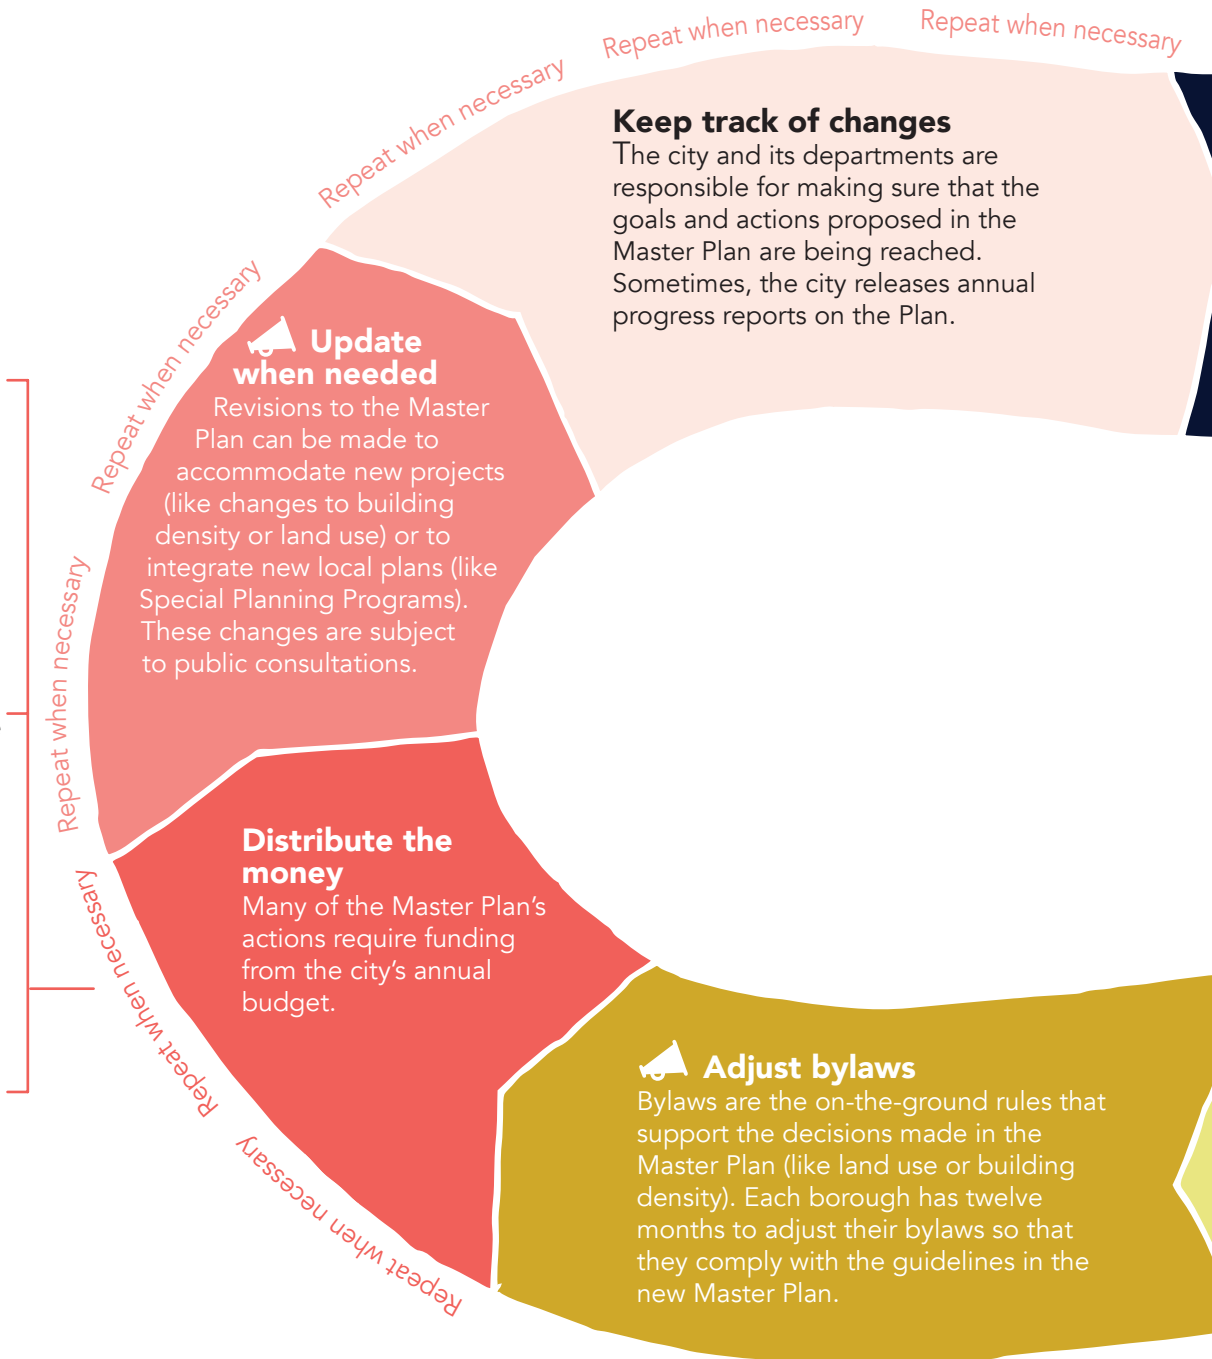 Repeat when necessary
Repeat when necessary
Repeat when necessary
Repeat when necessary
Repeat when necessary
Repeat when necessary
Repeat when necessary
Keep track of changes
The city and its departments are
responsible for making sure that the
goals and actions proposed in the
Master Plan are being reached.
Sometimes, the city releases annual
progress reports on the Plan.
Update
when needed
Revisions to the Master
Plan can be made to
accommodate new projects
(like changes to building
density or land use) or to
integrate new local plans (like
Special Planning Programs).
These changes are subject
to public consultations.
Distribute the
money
Many of the Master Plan’s
actions require funding
from the city’s annual
budget.
Adjust bylaws
Bylaws are the on-the-ground rules that
support the decisions made in the
Master Plan (like land use or building
density). Each borough has twelve
months to adjust their bylaws so that
they comply with the guidelines in the
new Master Plan.